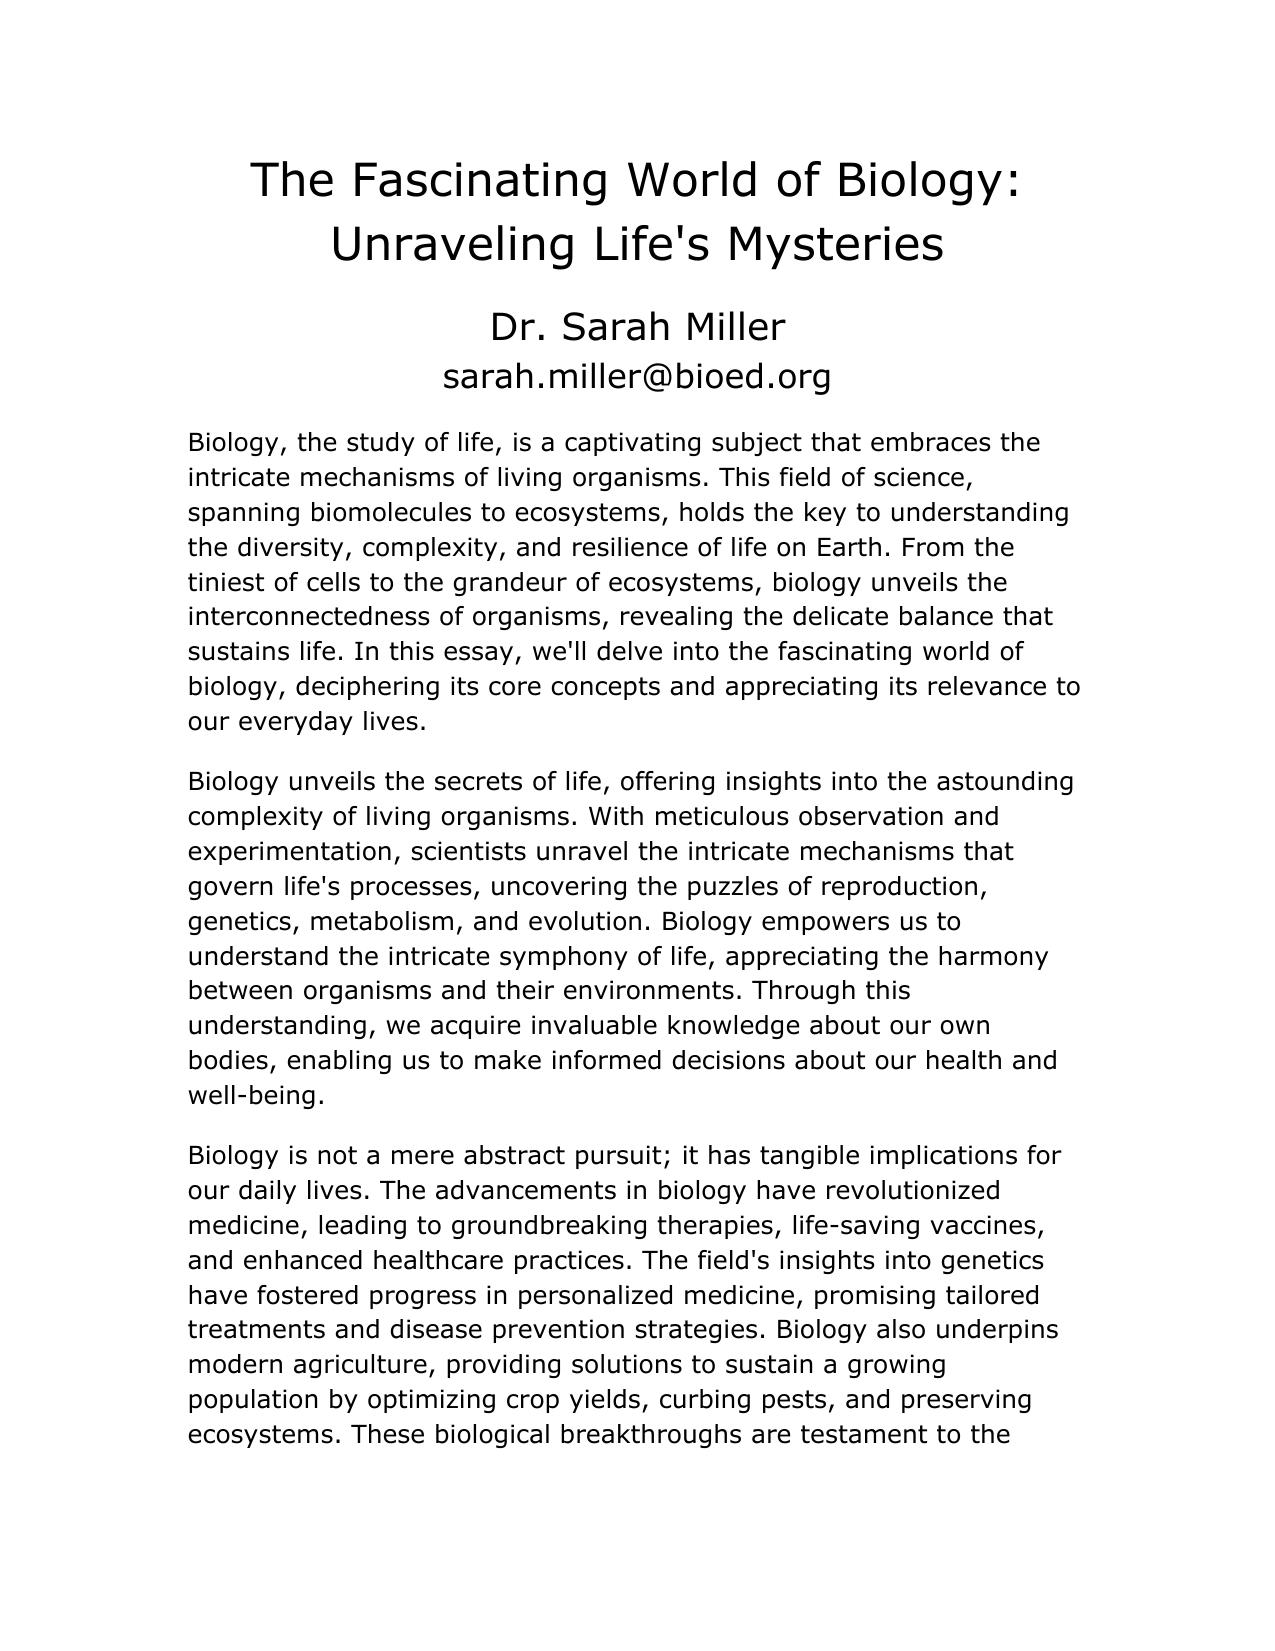 The Fascinating World of Biology:
Unraveling Life's Mysteries
Dr. Sarah Miller
sarah.miller@bioed.org
Biology, the study of life, is a captivating subject that embraces the
intricate mechanisms of living organisms. This field of science,
spanning biomolecules to ecosystems, holds the key to understanding
the diversity, complexity, and resilience of life on Earth. From the
tiniest of cells to the grandeur of ecosystems, biology unveils the
interconnectedness of organisms, revealing the delicate balance that
sustains life. In this essay, we'll delve into the fascinating world of
biology, deciphering its core concepts and appreciating its relevance to
our everyday lives.
Biology unveils the secrets of life, offering insights into the astounding
complexity of living organisms. With meticulous observation and
experimentation, scientists unravel the intricate mechanisms that
govern life's processes, uncovering the puzzles of reproduction,
genetics, metabolism, and evolution. Biology empowers us to
understand the intricate symphony of life, appreciating the harmony
between organisms and their environments. Through this
understanding, we acquire invaluable knowledge about our own
bodies, enabling us to make informed decisions about our health and
well-being.
Biology is not a mere abstract pursuit; it has tangible implications for
our daily lives. The advancements in biology have revolutionized
medicine, leading to groundbreaking therapies, life-saving vaccines,
and enhanced healthcare practices. The field's insights into genetics
have fostered progress in personalized medicine, promising tailored
treatments and disease prevention strategies. Biology also underpins
modern agriculture, providing solutions to sustain a growing
population by optimizing crop yields, curbing pests, and preserving
ecosystems. These biological breakthroughs are testament to the